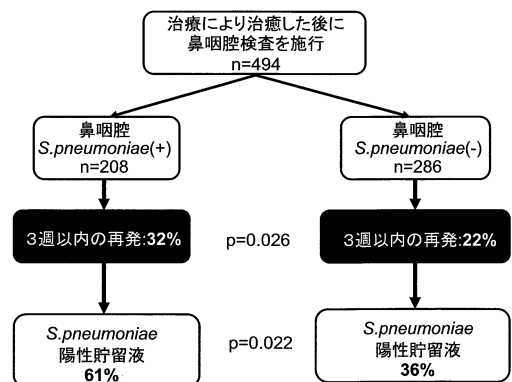 治療により治癒した後に
鼻咽腔検査を施行
n=494
鼻咽腔
S.pneumoniae(+)
n=208
鼻咽腔
S.pneumoniae(-)
n=286
3週以内の再発:32%
p=0.026
3週以内の再発:22%
S.pneumoniae
陽性貯留液
61%
p=0.022
S.pneumoniae
陽性貯留液
36%